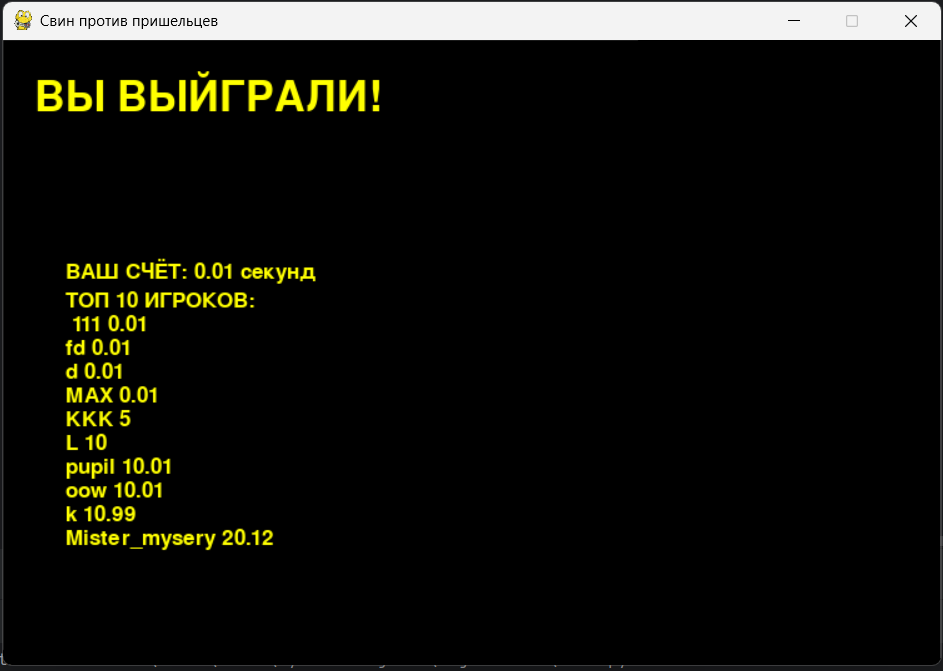 Свин против пришельцев
ВЫ ВЫЙГРАЛИ!
ВАШ СЧЁТ: 0.01 секунд
ТОП 10 ИГРОКОВ:
111 0.01
fd 0.01
d 0.01
MAX 0.01
KKK 5
L 10
pupil 10.01
oow 10.01
k 10.99
Mister_mysery 20.12